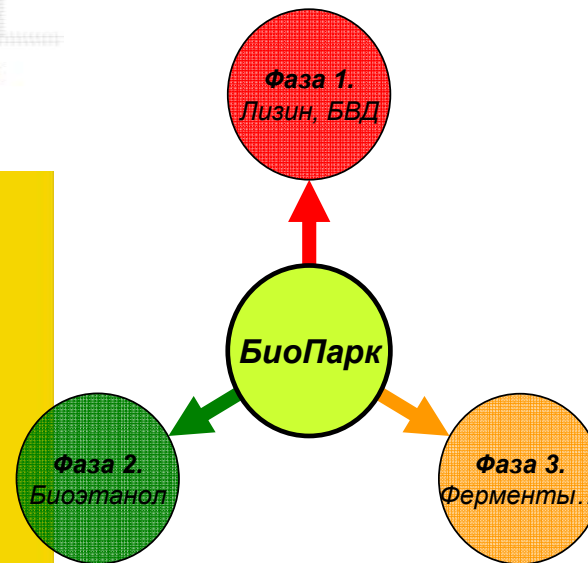 Фаза 1.
Лизин, БВД
БиоПарк
Фаза 2.
Биоэтанол
Фаза 3.
Ферменты…